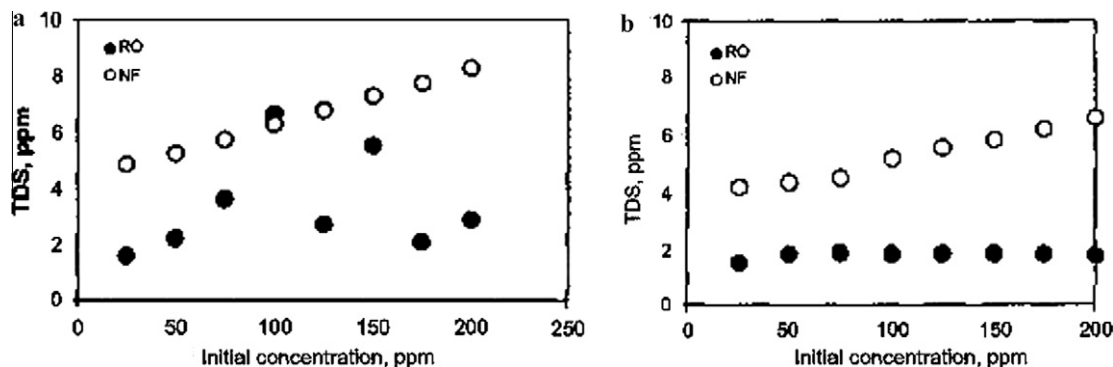 a
10
8
6
4
2
0
TDS, ppm
RO
NF
0 50 100 150 200 250
Initial concentration, ppm
b
10
8
6
4
2
0
TDS, ppm
RO
NF
0 50 100 150 200
Initial concentration, ppm